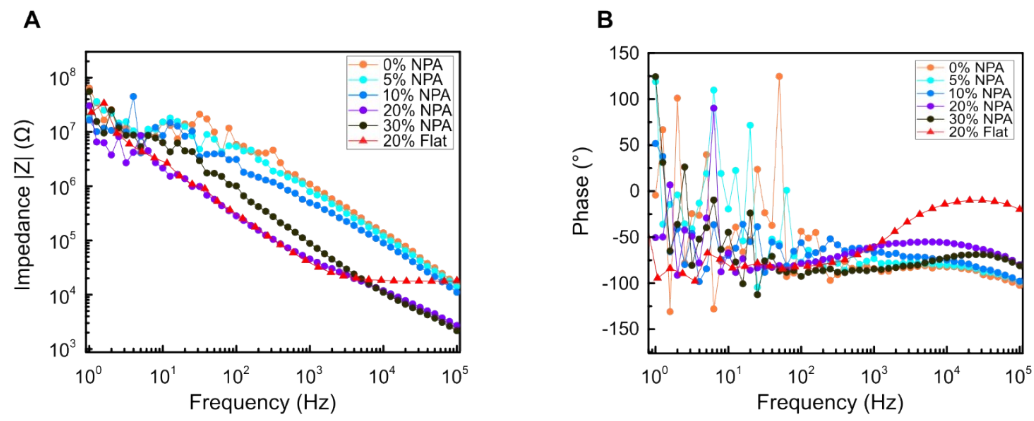 A
Impedance |Z| (Ω)
10⁸
10⁷
10⁶
10⁵
10⁴
10³
0% NPA
5% NPA
10% NPA
20% NPA
30% NPA
20% Flat
10⁰ 10¹ 10² 10³ 10⁴ 10⁵
Frequency (Hz)
B
Phase (°)
150
100
50
0
-50
-100
-150
0% NPA
5% NPA
10% NPA
20% NPA
30% NPA
20% Flat
10⁰ 10¹ 10² 10³ 10⁴ 10⁵
Frequency (Hz)